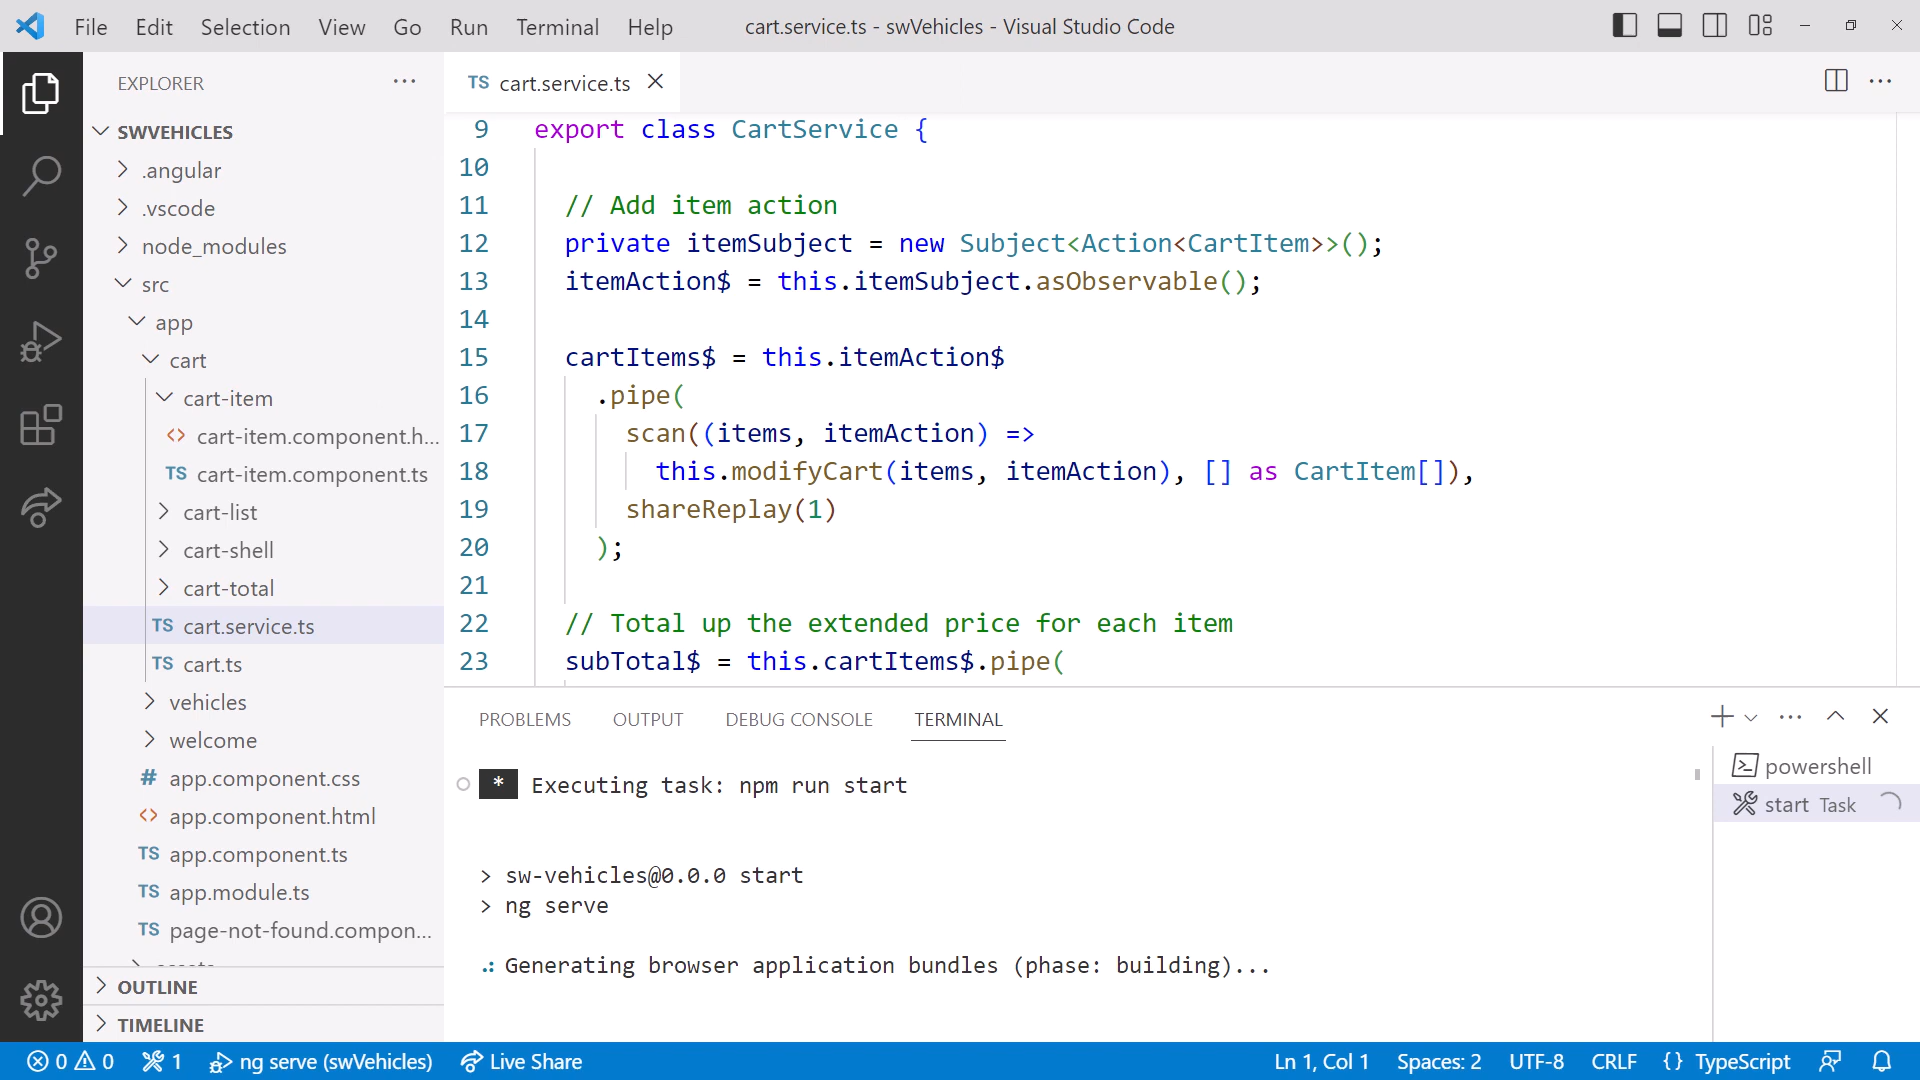 File Edit Selection View Go Run Terminal Help cart.service.ts - swVehicles - Visual Studio Code
EXPLORER
SWVEHICLES
.angular
.vscode
node_modules
src
app
cart
cart-item
cart-item.component.h...
TS cart-item.component.ts
cart-list
cart-shell
cart-total
TS cart.service.ts
TS cart.ts
vehicles
welcome
# app.component.css
app.component.html
TS app.component.ts
TS app.module.ts
TS page-not-found.compon...
OUTLINE
TIMELINE
TS cart.service.ts
9 export class CartService {
10
11 // Add item action
12 private itemSubject = new Subject<Action<CartItem>>();
13 itemAction$ = this.itemSubject.asObservable();
14
15 cartItems$ = this.itemAction$
16 .pipe(
17 scan((items, itemAction) =>
18 this.modifyCart(items, itemAction), [] as CartItem[]),
19 shareReplay(1)
20 );
21
22 // Total up the extended price for each item
23 subTotal$ = this.cartItems$.pipe(
PROBLEMS OUTPUT DEBUG CONSOLE TERMINAL
* Executing task: npm run start
> sw-vehicles@0.0.0 start
> ng serve
Generating browser application bundles (phase: building)...
powershell
start Task
0 0 1 ng serve (swVehicles) Live Share Ln 1, Col 1 Spaces: 2 UTF-8 CRLF {} TypeScript